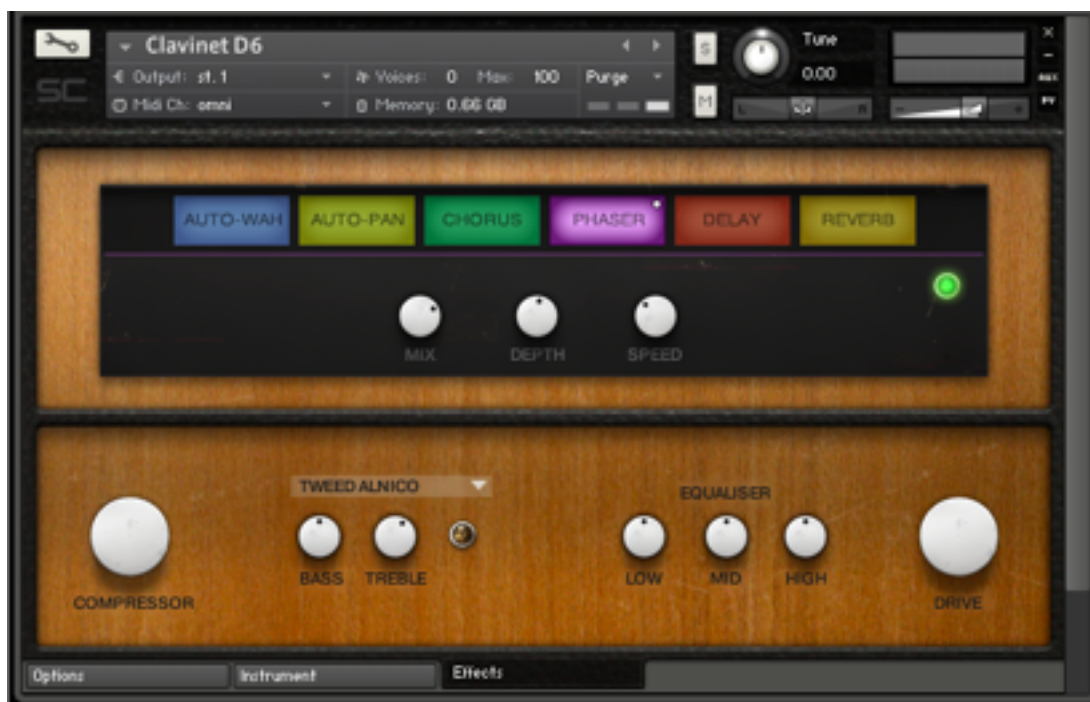 Clavinet D6
S
Tune
Output: st. 1
Voices: 0 Max: 100
Purge
0.00
SC
Midi Ch: omni
Memory: 0.66 GB
M
L
R
AUX
PV
AUTO-WAH
AUTO-PAN
CHORUS
PHASER
DELAY
REVERB
MIX
DEPTH
SPEED
TWEED ALNICO
EQUALISER
BASS
TREBLE
LOW
MID
HIGH
COMPRESSOR
DRIVE
Options
Instrument
Effects